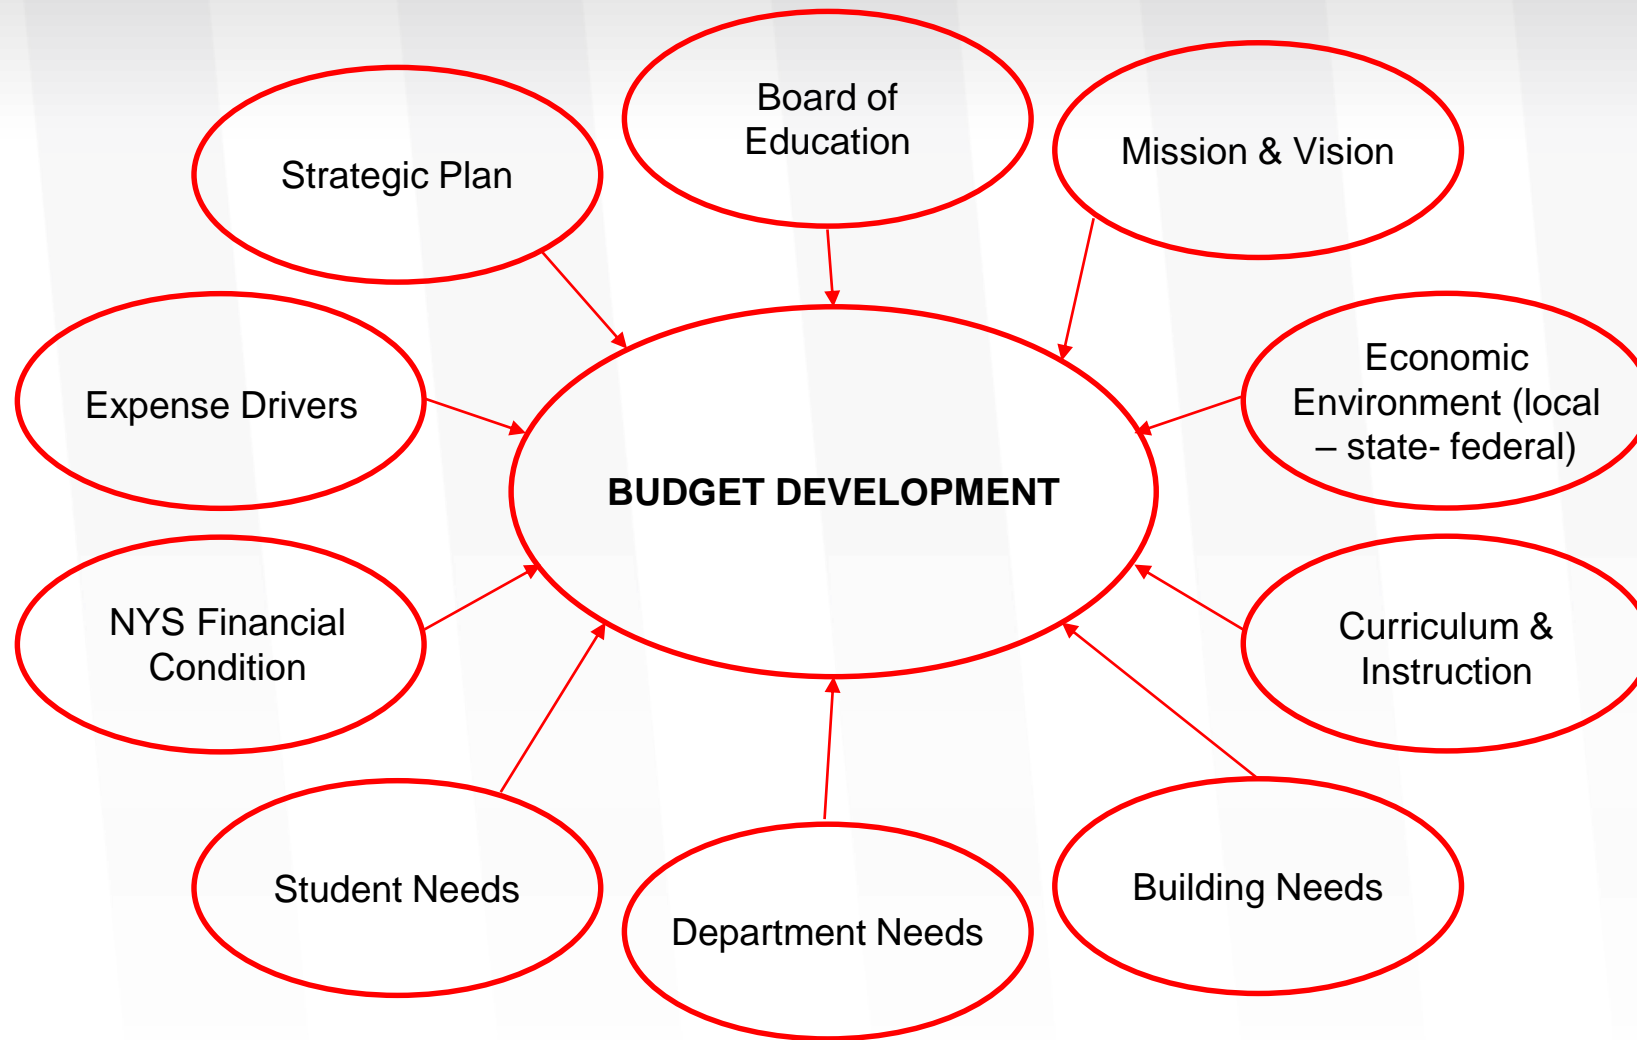 Board of
Education
Mission & Vision
Strategic Plan
Economic
Environment (local
– state- federal)
Expense Drivers
BUDGET DEVELOPMENT
NYS Financial
Condition
Curriculum &
Instruction
Student Needs
Department Needs
Building Needs